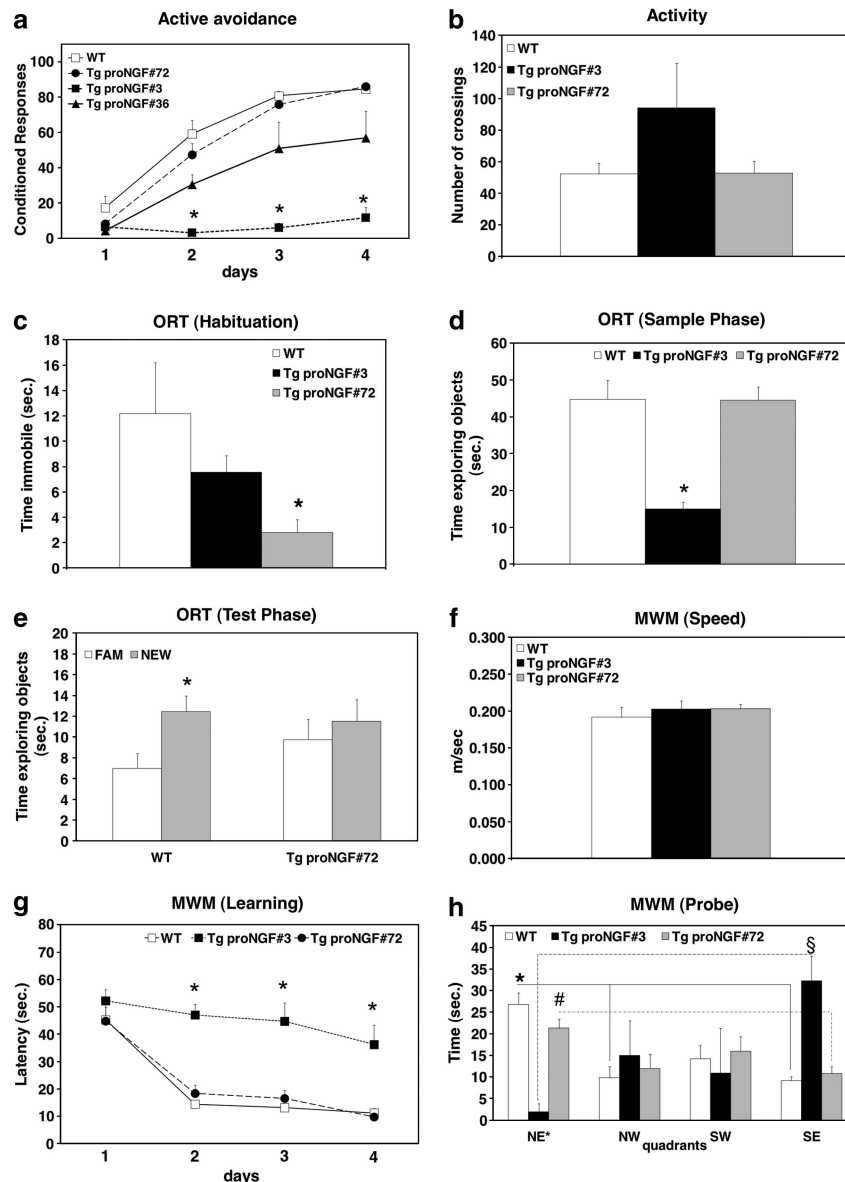 a
Active avoidance
WT
Tg proNGF#72
Tg proNGF#3
Tg proNGF#36
Conditioned Responses
100
80
60
40
20
0
*
*
*
1 2 3 4
days
b
Activity
WT
Tg proNGF#3
Tg proNGF#72
Number of crossings
140
120
100
80
60
40
20
0
c
ORT (Habituation)
WT
Tg proNGF#3
Tg proNGF#72
Time immobile (sec.)
18
16
14
12
10
8
6
4
2
0
*
d
ORT (Sample Phase)
WT Tg proNGF#3 Tg proNGF#72
Time exploring objects
(sec.)
60
50
40
30
20
10
0
*
e
ORT (Test Phase)
FAM NEW
Time exploring objects
(sec.)
20
18
16
14
12
10
8
6
4
2
0
*
WT Tg proNGF#72
f
MWM (Speed)
WT
Tg proNGF#3
Tg proNGF#72
m/sec
0.300
0.250
0.200
0.150
0.100
0.050
0.000
g
MWM (Learning)
WT Tg proNGF#3 Tg proNGF#72
Latency (sec.)
80
70
60
50
40
30
20
10
0
*
*
*
1 2 3 4
days
h
MWM (Probe)
WT Tg proNGF#3 Tg proNGF#72
Time (sec.)
45
40
35
30
25
20
15
10
5
0
*
#
§
NE* NW SW SE
quadrants